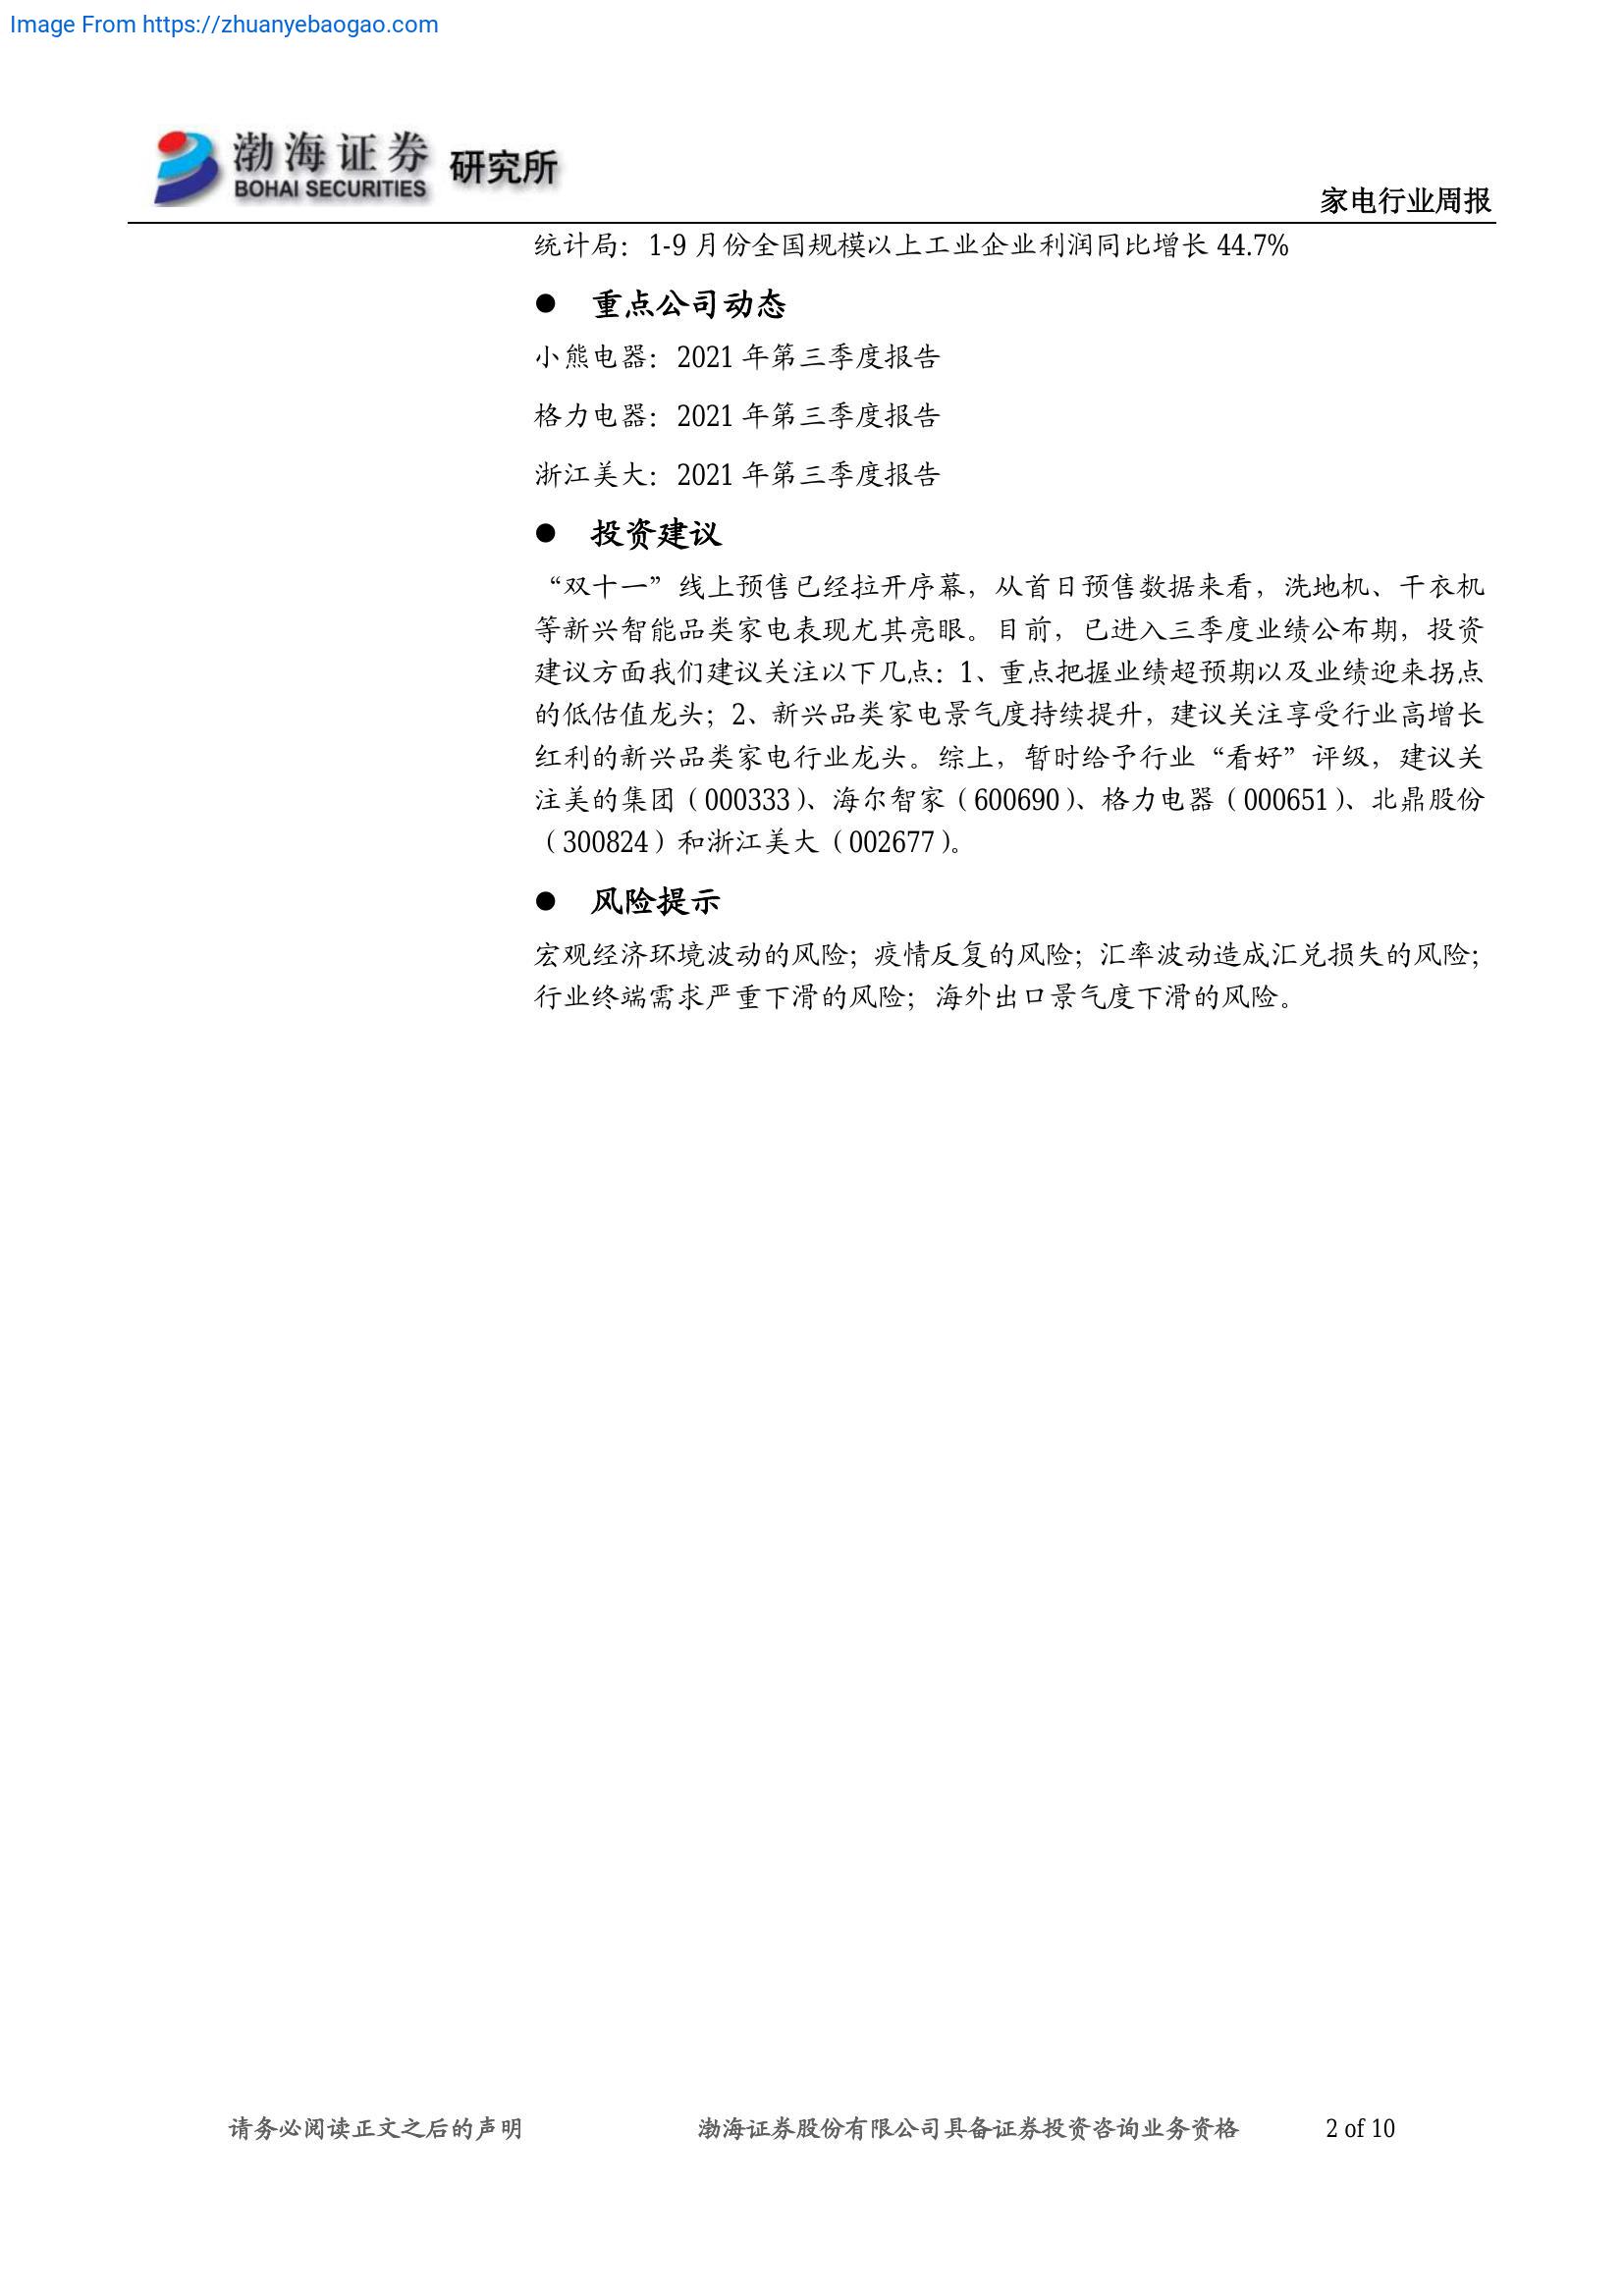 Image From https://zhuanyebaogao.com
渤海证券 研究所
BOHAI SECURITIES
家电行业周报
统计局：1-9 月份全国规模以上工业企业利润同比增长 44.7%
● 重点公司动态
小熊电器：2021 年第三季度报告
格力电器：2021 年第三季度报告
浙江美大：2021 年第三季度报告
● 投资建议
“双十一”线上预售已经拉开序幕，从首日预售数据来看，洗地机、干衣机
等新兴智能品类家电表现尤其亮眼。目前，已进入三季度业绩公布期，投资
建议方面我们建议关注以下几点：1、重点把握业绩超预期以及业绩迎来拐点
的低估值龙头；2、新兴品类家电景气度持续提升，建议关注享受行业高增长
红利的新兴品类家电行业龙头。综上，暂时给予行业“看好”评级，建议关
注美的集团（000333）、海尔智家（600690）、格力电器（000651）、北鼎股份
（300824）和浙江美大（002677）。
● 风险提示
宏观经济环境波动的风险；疫情反复的风险；汇率波动造成汇兑损失的风险；
行业终端需求严重下滑的风险；海外出口景气度下滑的风险。
请务必阅读正文之后的声明 渤海证券股份有限公司具备证券投资咨询业务资格 2 of 10